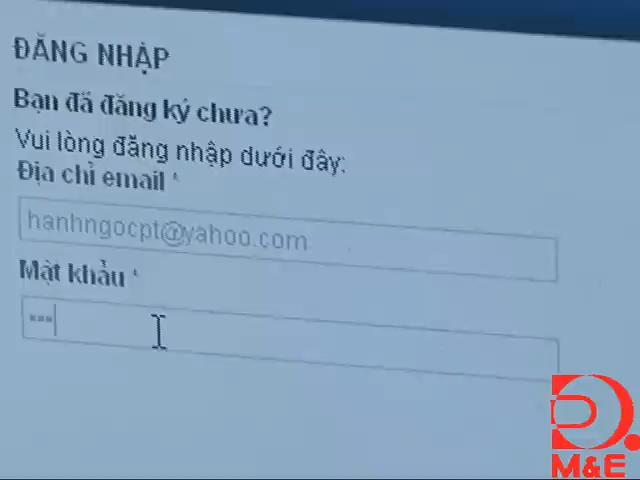 ĐĂNG NHẬP
Bạn đã đăng ký chưa?
Vui lòng đăng nhập dưới đây:
Địa chỉ email *
hanhngocpt@yahoo.com
Mật khẩu *
***
M&E